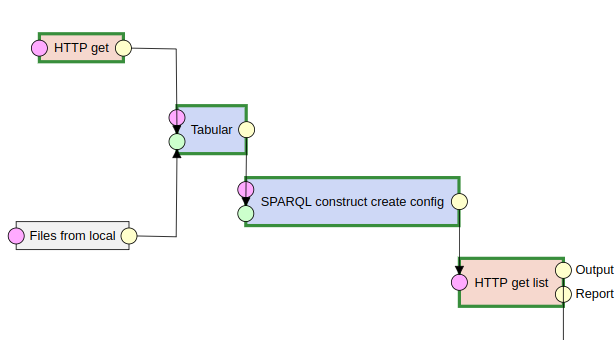 HTTP get
Tabular
SPARQL construct create config
Files from local
Output
HTTP get list
Report